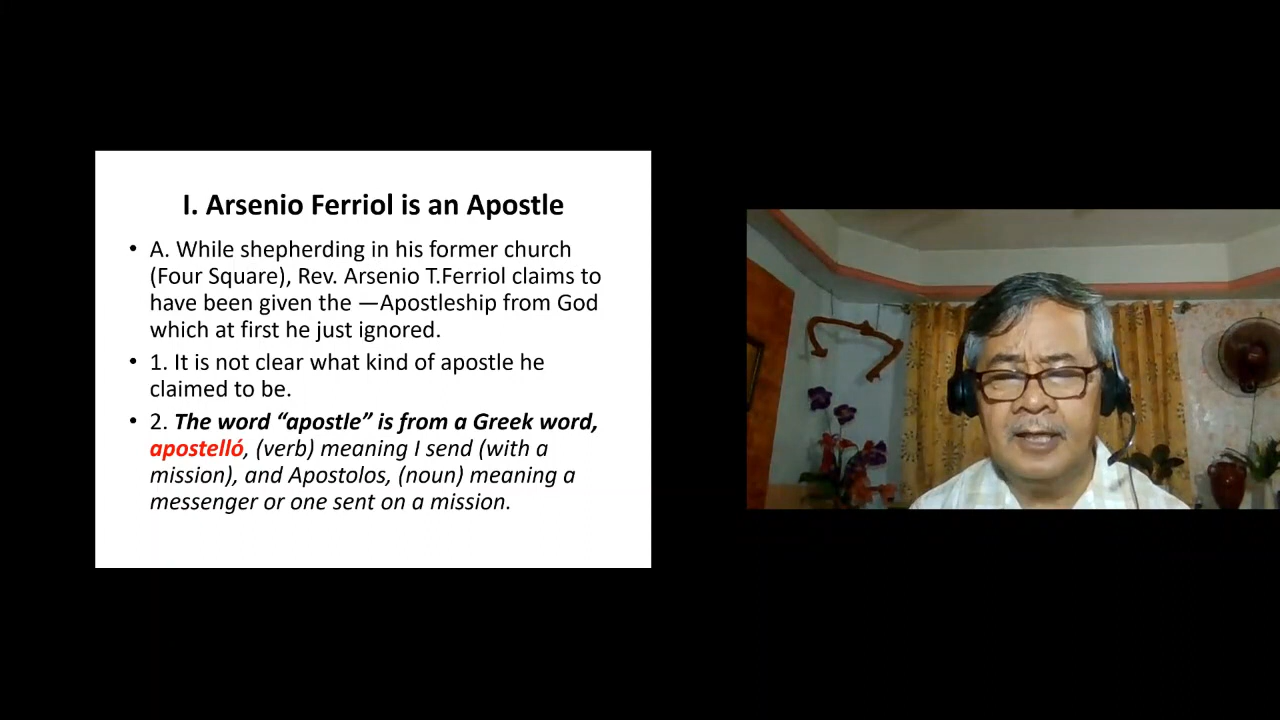 I. Arsenio Ferriol is an Apostle
• A. While shepherding in his former church
(Four Square), Rev. Arsenio T.Ferriol claims to
have been given the ―Apostleship from God
which at first he just ignored.
• 1. It is not clear what kind of apostle he
claimed to be.
• 2. The word “apostle” is from a Greek word,
apostelló, (verb) meaning I send (with a
mission), and Apostolos, (noun) meaning a
messenger or one sent on a mission.